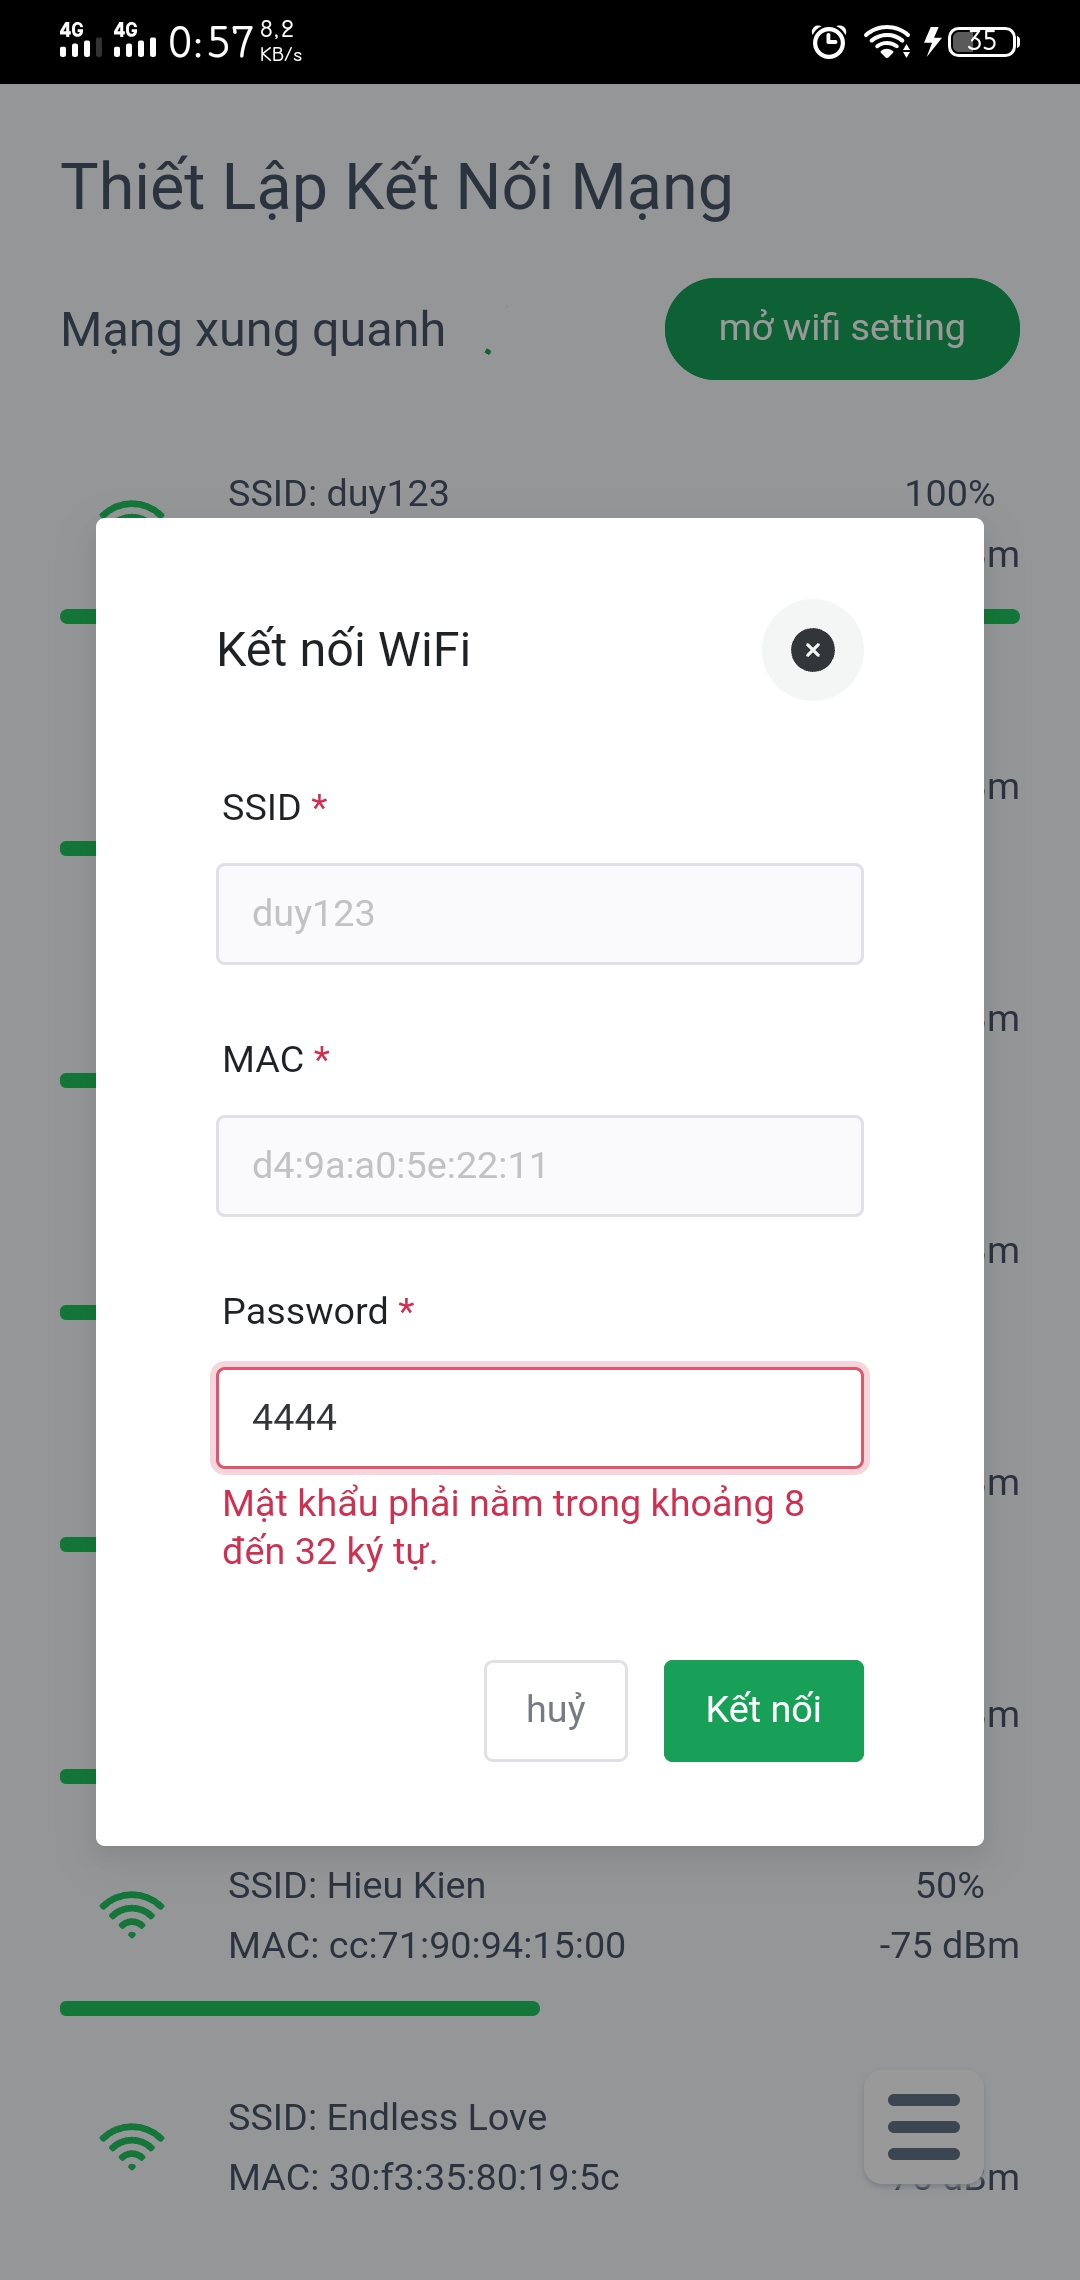 4G 4G 0:57 8,2 KB/s 35
Thiết Lập Kết Nối Mạng
Mạng xung quanh
mở wifi setting
SSID: duy123 100%
m
Kết nối WiFi
SSID *
m
duy123
m
MAC *
d4:9a:a0:5e:22:11
m
Password *
4444
m
Mật khẩu phải nằm trong khoảng 8
đến 32 ký tự.
huỷ Kết nối
m
SSID: Hieu Kien 50%
MAC: cc:71:90:94:15:00 -75 dBm
SSID: Endless Love
MAC: 30:f3:35:80:19:5c dBm